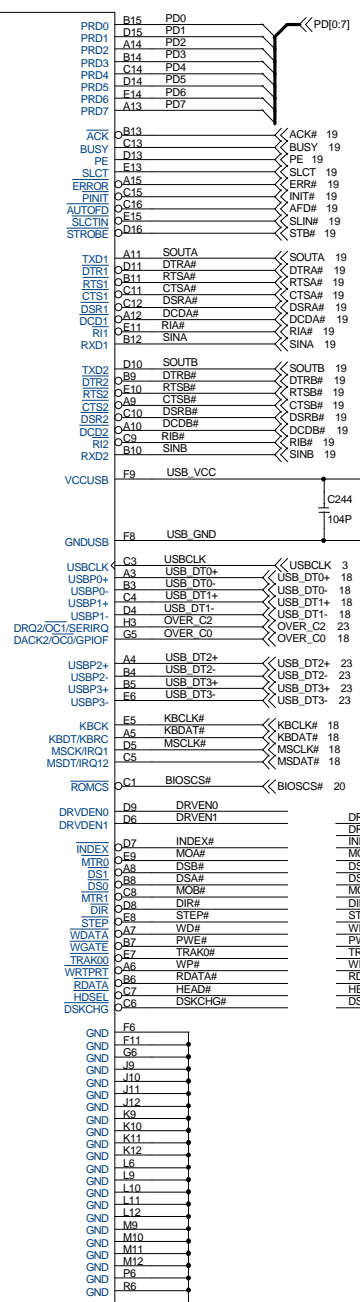 PRD0 B15 PD0
PRD1 D15 PD1 PD[0:7]
PRD2 A14 PD2
PRD3 B14 PD3
PRD4 C14 PD4
PRD5 D14 PD5
PRD6 E14 PD6
PRD7 A13 PD7
ACK B13 ACK# 19
BUSY C13 BUSY 19
PE D13 PE 19
SLCT E13 SLCT 19
ERROR A15 ERR# 19
PINIT C15 INIT# 19
AUTOFD C16 AFD# 19
SLCTIN E15 SLIN# 19
STROBE D16 STB# 19
TXD1 A11 SOUTA SOUTA 19
DTR1 D11 DTRA# DTRA# 19
RTS1 B11 RTSA# RTSA# 19
CTS1 C11 CTSA# CTSA# 19
DSR1 C12 DSRA# DSRA# 19
DCD1 A12 DCDA# DCDA# 19
RI1 E11 RIA# RIA# 19
RXD1 B12 SINA SINA 19
TXD2 D10 SOUTB SOUTB 19
DTR2 B9 DTRB# DTRB# 19
RTS2 E10 RTSB# RTSB# 19
CTS2 A9 CTSB# CTSB# 19
DSR2 C10 DSRB# DSRB# 19
DCD2 A10 DCDB# DCDB# 19
RI2 C9 RIB# RIB# 19
RXD2 B10 SINB SINB 19
VCCUSB F9 USB_VCC
C244
104P
GNDUSB F8 USB_GND
USBCLK C3 USBCLK USBCLK 3
USBP0+ A3 USB_DT0+ USB_DT0+ 18
USBP0- B3 USB_DT0- USB_DT0- 18
USBP1+ C4 USB_DT1+ USB_DT1+ 18
USBP1- D4 USB_DT1- USB_DT1- 18
DRQ2/OC1/SERIRQ H3 OVER_C2 OVER_C2 23
DACK2/OC0/GPIOF G5 OVER_C0 OVER_C0 18
USBP2+ A4 USB_DT2+ USB_DT2+ 23
USBP2- B4 USB_DT2- USB_DT2- 23
USBP3+ B5 USB_DT3+ USB_DT3+ 23
USBP3- E6 USB_DT3- USB_DT3- 23
KBCK E5 KBCLK# KBCLK# 18
KBDT/KBRC A5 KBDAT# KBDAT# 18
MSCK/IRQ1 D5 MSCLK# MSCLK# 18
MSDT/IRQ12 C5 MSDAT# 18
ROMCS C1 BIOSCS# BIOSCS# 20
DRVDEN0 D9 DRVEN0
DRVDEN1 D6 DRVEN1
INDEX D7 INDEX#
MTR0 E9 MOA#
DS1 A8 DSB#
DS0 B8 DSA#
MTR1 C8 MOB#
DIR D8 DIR#
STEP E8 STEP#
WDATA A7 WD#
WGATE B7 PWE#
TRAK00 E7 TRAK0#
WRTPRT A6 WP#
RDATA B6 RDATA#
HDSEL C7 HEAD#
DSKCHG C6 DSKCHG#
GND F6
GND F11
GND G6
GND J9
GND J10
GND J11
GND J12
GND K9
GND K10
GND K11
GND K12
GND L6
GND L9
GND L10
GND L11
GND L12
GND M9
GND M10
GND M11
GND M12
GND P6
GND R6